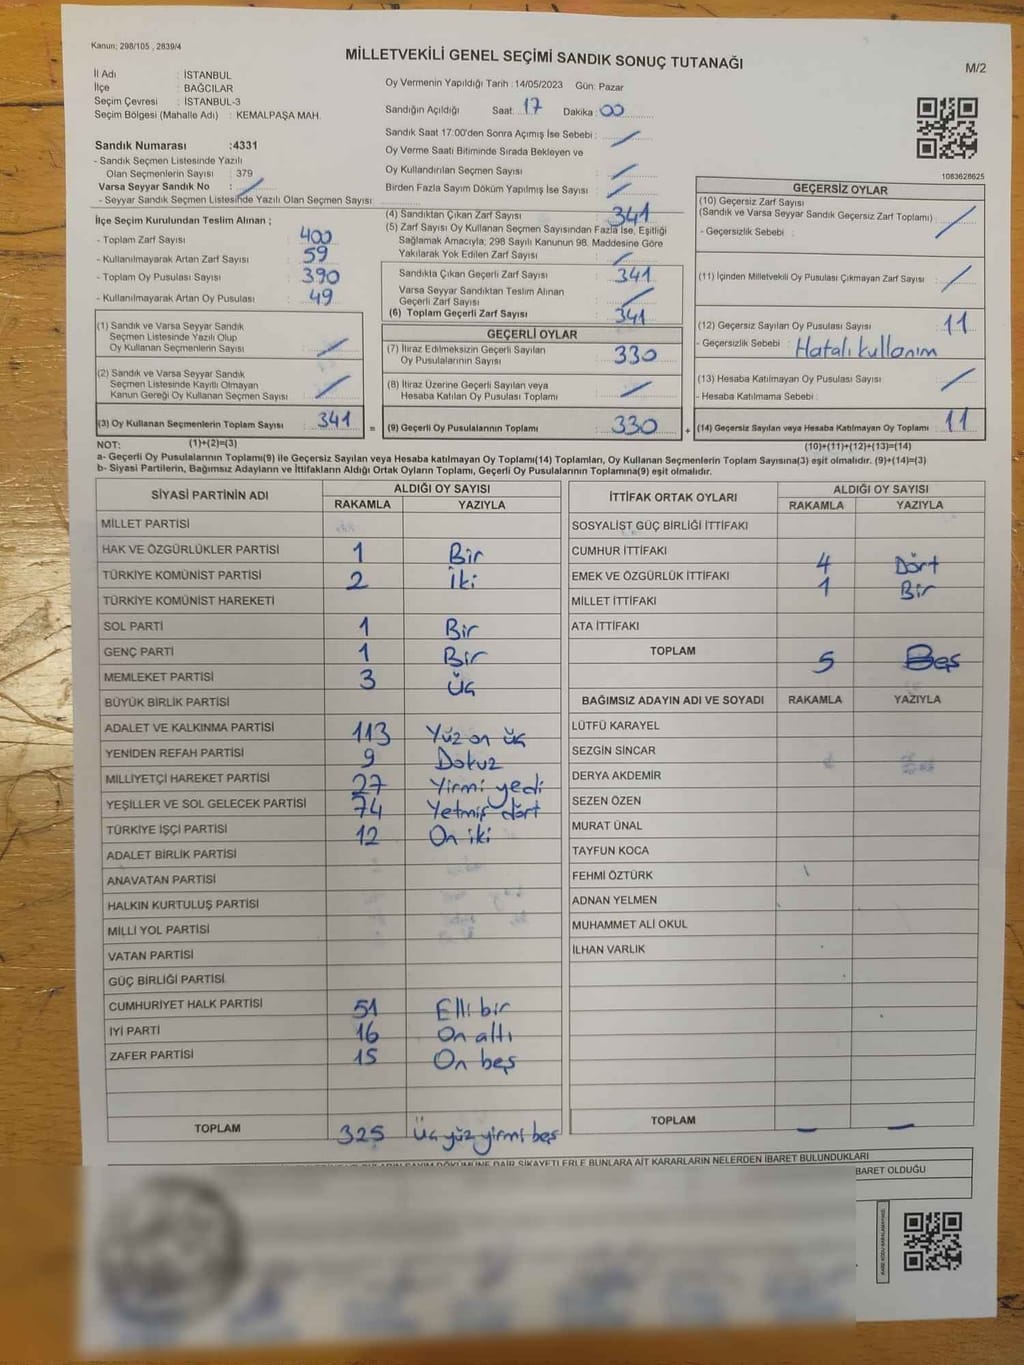 Kanun; 298/105 , 2839/4
MİLLETVEKİLİ GENEL SEÇİMİ SANDIK SONUÇ TUTANAĞI
M/2
İl Adı : İSTANBUL
İlçe : BAĞCILAR
Seçim Çevresi : İSTANBUL-3
Seçim Bölgesi (Mahalle Adı) : KEMALPAŞA MAH.
Sandık Numarası :4331
- Sandık Seçmen Listesinde Yazılı
Olan Seçmenlerin Sayısı : 379
Varsa Seyyar Sandık No :
- Seyyar Sandık Seçmen Listesinde Yazılı Olan Seçmen Sayısı:
Oy Vermenin Yapıldığı Tarih : 14/05/2023 Gün: Pazar
Sandığın Açıldığı Saat: 17 Dakika : 00
Sandık Saat 17:00'den Sonra Açımış İse Sebebi :
Oy Verme Saati Bitiminde Sırada Bekleyen ve
Oy Kullandırılan Seçmen Sayısı :
Birden Fazla Sayım Döküm Yapılmış İse Sayısı :
1083628625
İlçe Seçim Kurulundan Teslim Alınan ;
- Toplam Zarf Sayısı : 400
- Kullanılmayarak Artan Zarf Sayısı : 59
- Toplam Oy Pusulası Sayısı : 390
- Kullanılmayarak Artan Oy Pusulası : 49
(1) Sandık ve Varsa Seyyar Sandık
Seçmen Listesinde Yazılı Olup
Oy Kullanan Seçmenlerin Sayısı :
(2) Sandık ve Varsa Seyyar Sandık
Seçmen Listesinde Kayıtlı Olmayan
Kanun Gereği Oy Kullanan Seçmen Sayısı :
(3) Oy Kullanan Seçmenlerin Toplam Sayısı : 341 =
(4) Sandıktan Çıkan Zarf Sayısı : 341
(5) Zarf Sayısı Oy Kullanan Seçmen Sayısından Fazla İse, Eşitliği
Sağlamak Amacıyla; 298 Sayılı Kanunun 98. Maddesine Göre
Yakılarak Yok Edilen Zarf Sayısı :
Sandıkta Çıkan Geçerli Zarf Sayısı : 341
Varsa Seyyar Sandıktan Teslim Alınan
Geçerli Zarf Sayısı :
(6) Toplam Geçerli Zarf Sayısı : 341
GEÇERLİ OYLAR
(7) İtiraz Edilmeksizin Geçerli Sayılan
Oy Pusulalarının Sayısı : 330
(8) İtiraz Üzerine Geçerli Sayılan veya
Hesaba Katılan Oy Pusulası Toplamı :
(9) Geçerli Oy Pusulalarının Toplamı : 330 +
GEÇERSİZ OYLAR
(10) Geçersiz Zarf Sayısı
(Sandık ve Varsa Seyyar Sandık Geçersiz Zarf Toplamı) :
- Geçersizlik Sebebi :
(11) İçinden Milletvekili Oy Pusulası Çıkmayan Zarf Sayısı :
(12) Geçersiz Sayılan Oy Pusulası Sayısı : 11
- Geçersizlik Sebebi : Hatalı kullanım
(13) Hesaba Katılmayan Oy Pusulası Sayısı :
- Hesaba Katılmama Sebebi :
(14) Geçersiz Sayılan veya Hesaba Katılmayan Oy Toplamı : 11
NOT: (1)+(2)=(3) (10)+(11)+(12)+(13)=(14)
a- Geçerli Oy Pusulalarının Toplamı(9) ile Geçersiz Sayılan veya Hesaba Katılmayan Oy Toplamı(14) Toplamları, Oy Kullanan Seçmenlerin Toplam Sayısına(3) eşit olmalıdır. (9)+(14)=(3)
b- Siyasi Partilerin, Bağımsız Adayların ve İttifakların Aldığı Ortak Oyların Toplamı, Geçerli Oy Pusulalarının Toplamına(9) eşit olmalıdır.
SİYASİ PARTİNİN ADI ALDIĞI OY SAYISI
RAKAMLA YAZIYLA
MİLLET PARTİSİ
HAK VE ÖZGÜRLÜKLER PARTİSİ 1 Bir
TÜRKİYE KOMÜNİST PARTİSİ 2 İki
TÜRKİYE KOMÜNİST HAREKETİ
SOL PARTİ 1 Bir
GENÇ PARTİ 1 Bir
MEMLEKET PARTİSİ 3 Üç
BÜYÜK BİRLİK PARTİSİ
ADALET VE KALKINMA PARTİSİ 113 Yüz on üç
YENİDEN REFAH PARTİSİ 9 Dokuz
MİLLİYETÇİ HAREKET PARTİSİ 27 Yirmi yedi
YEŞİLLER VE SOL GELECEK PARTİSİ 74 Yetmiş dört
TÜRKİYE İŞÇİ PARTİSİ 12 On iki
ADALET BİRLİK PARTİSİ
ANAVATAN PARTİSİ
HALKIN KURTULUŞ PARTİSİ
MİLLİ YOL PARTİSİ
VATAN PARTİSİ
GÜÇ BİRLİĞİ PARTİSİ
CUMHURİYET HALK PARTİSİ 51 Elli bir
İYİ PARTİ 16 On altı
ZAFER PARTİSİ 15 On beş
TOPLAM 325 Üç yüz yirmi beş
İTTİFAK ORTAK OYLARI ALDIĞI OY SAYISI
RAKAMLA YAZIYLA
SOSYALİST GÜÇ BİRLİĞİ İTTİFAKI
CUMHUR İTTİFAKI 4 Dört
EMEK VE ÖZGÜRLÜK İTTİFAKI 1 Bir
MİLLET İTTİFAKI
ATA İTTİFAKI
TOPLAM 5 Beş
BAĞIMSIZ ADAYIN ADI VE SOYADI RAKAMLA YAZIYLA
LÜTFÜ KARAYEL
SEZGİN SİNCAR
DERYA AKDEMİR
SEZEN ÖZEN
MURAT ÜNAL
TAYFUN KOCA
FEHMİ ÖZTÜRK
ADNAN YELMEN
MUHAMMET ALİ OKUL
İLHAN VARLIK
TOPLAM - -
SAYIM DÖKÜMÜNE DAİR ŞİKAYETLERLE BUNLARA AİT KARARLARIN NELERDEN İBARET BULUNDUKLARI
BARET OLDUĞU